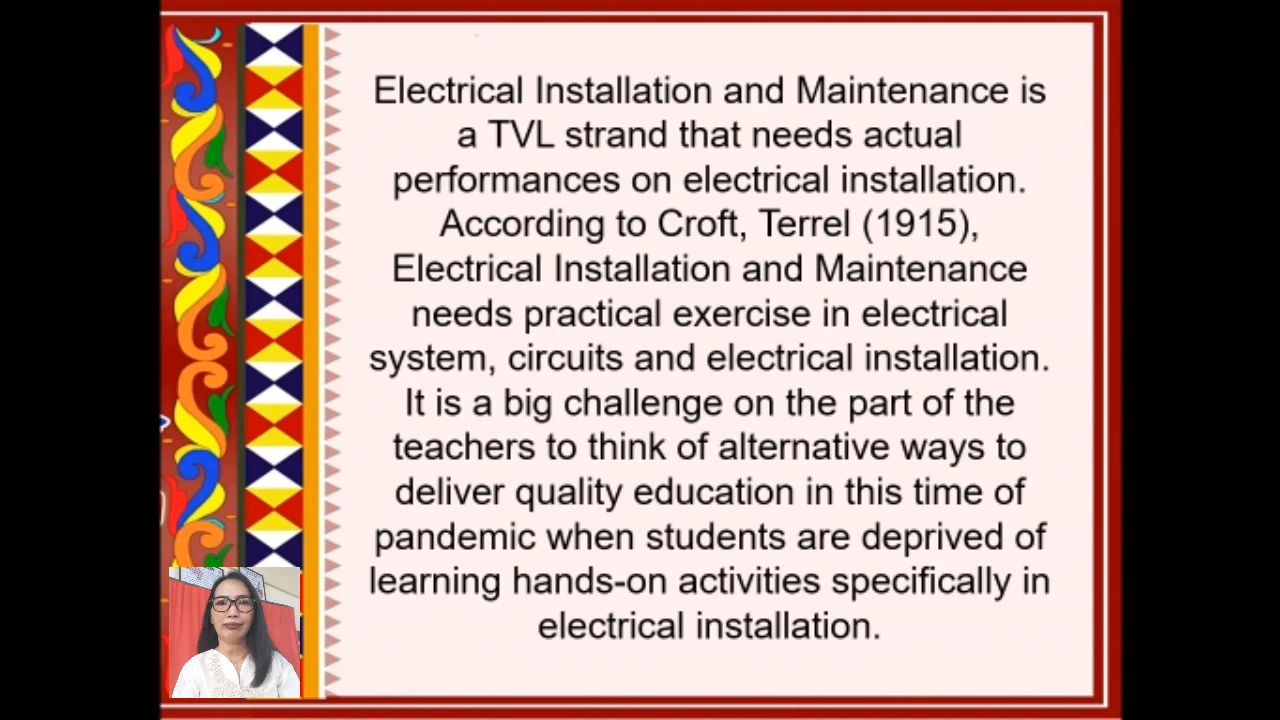 Electrical Installation and Maintenance is
a TVL strand that needs actual
performances on electrical installation.
According to Croft, Terrel (1915),
Electrical Installation and Maintenance
needs practical exercise in electrical
system, circuits and electrical installation.
It is a big challenge on the part of the
teachers to think of alternative ways to
deliver quality education in this time of
pandemic when students are deprived of
learning hands-on activities specifically in
electrical installation.